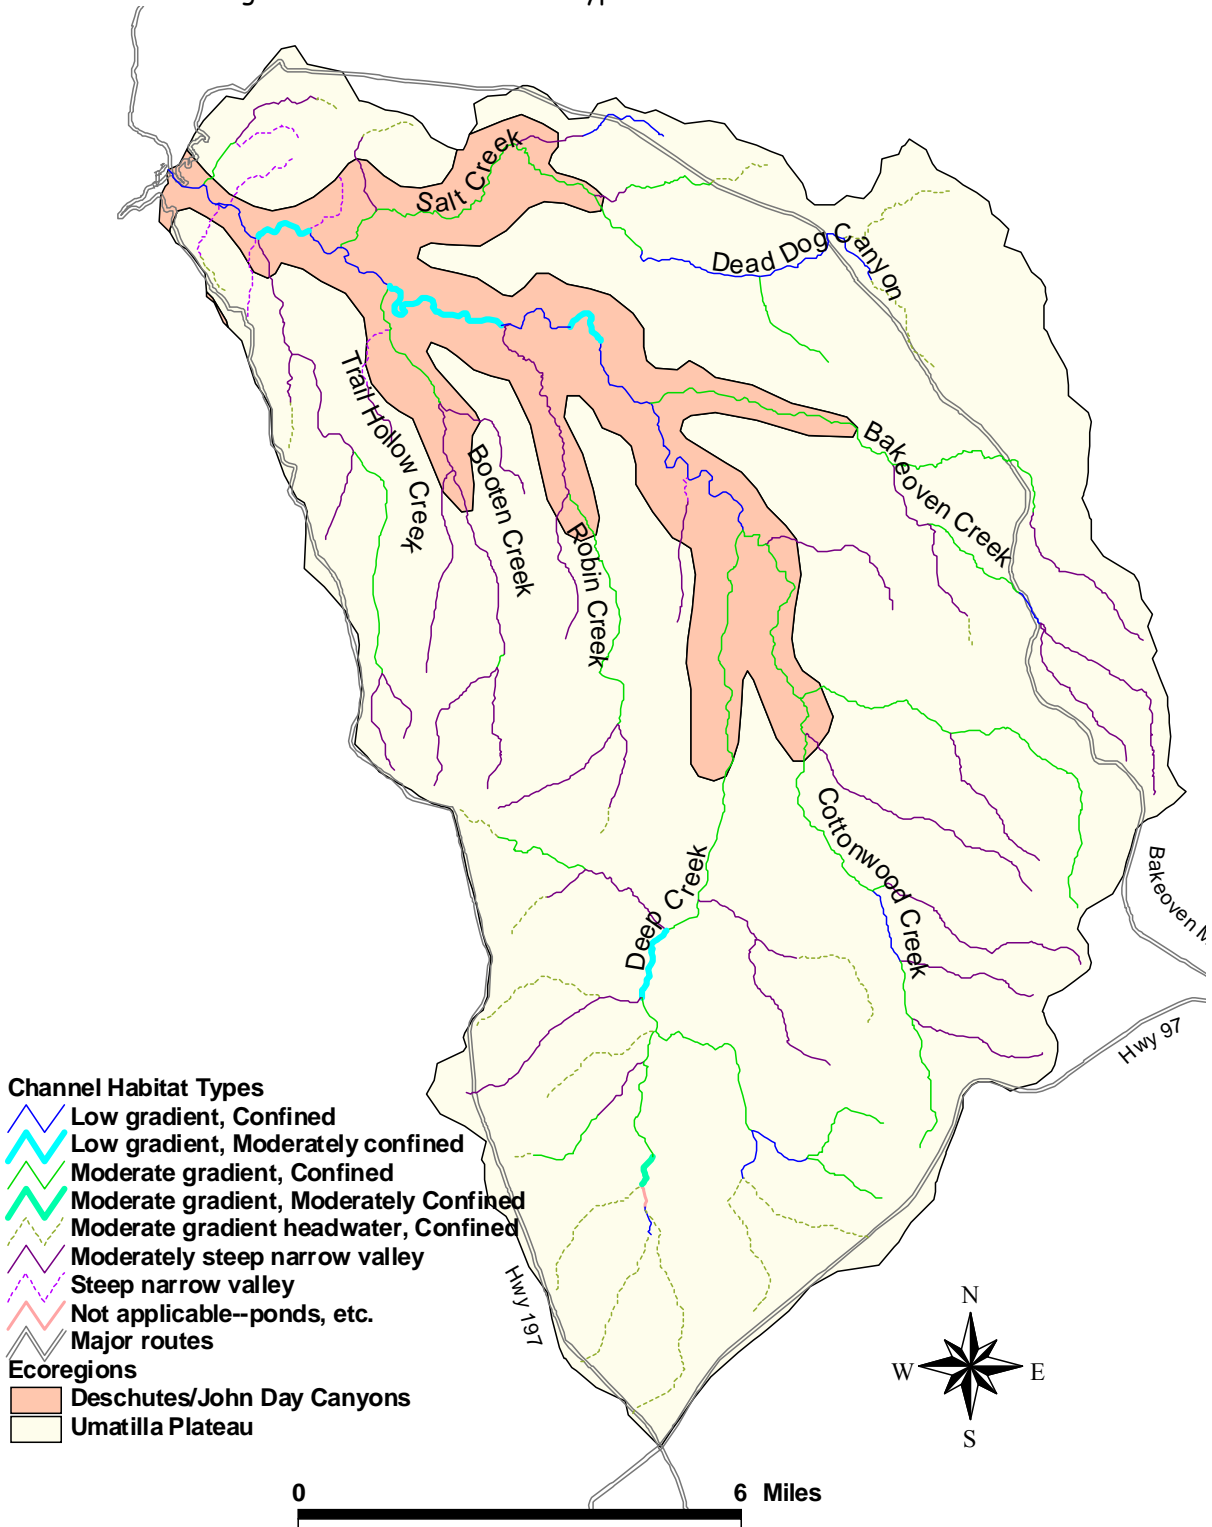 Salt Creek
Dead Dog Canyon
Trail Hollow Creek
Booten Creek
Robin Creek
Bakeoven Creek
Deep Creek
Cottonwood Creek
Bakeoven
Hwy 97
Hwy 197
Channel Habitat Types
Low gradient, Confined
Low gradient, Moderately confined
Moderate gradient, Confined
Moderate gradient, Moderately Confined
Moderate gradient headwater, Confined
Moderately steep narrow valley
Steep narrow valley
Not applicable--ponds, etc.
Major routes
Ecoregions
Deschutes/John Day Canyons
Umatilla Plateau
N
W E
S
0 6 Miles